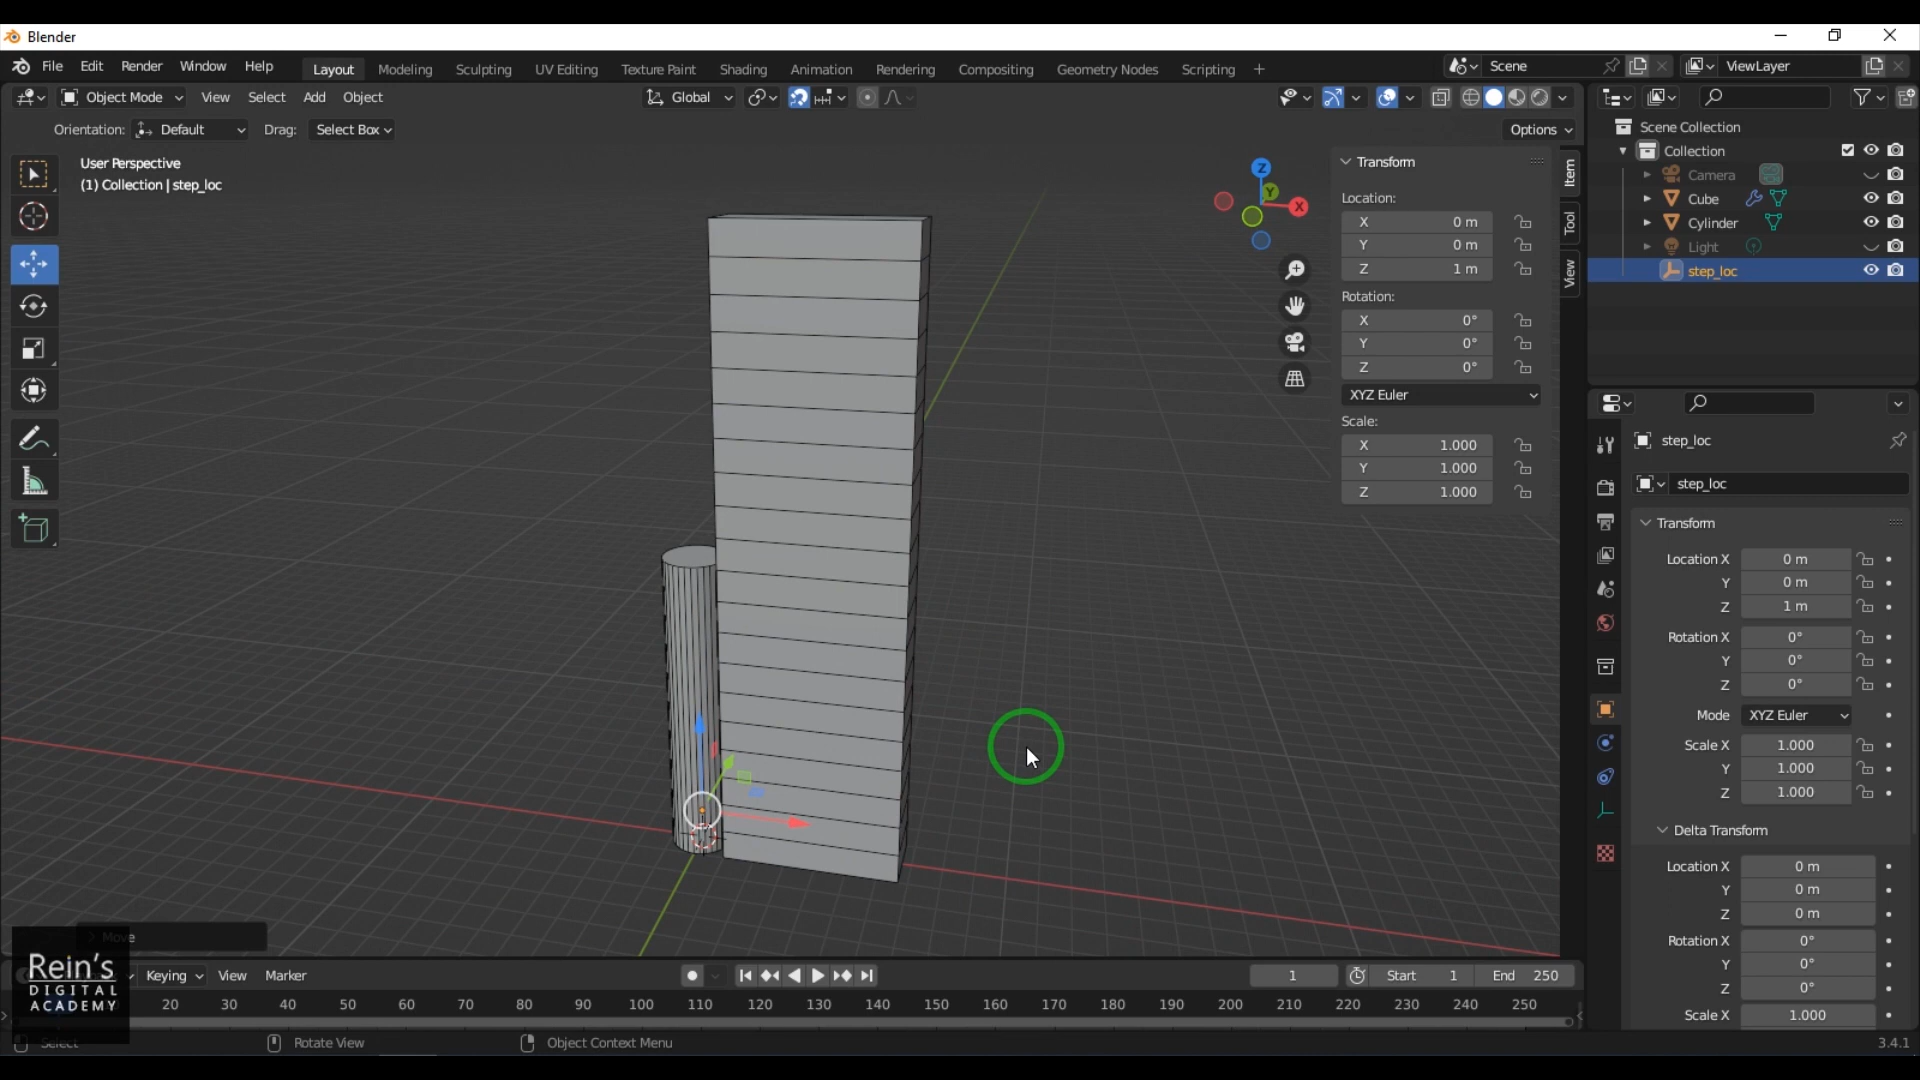 Blender
File Edit Render Window Help Layout Modeling Sculpting UV Editing Texture Paint Shading Animation Rendering Compositing Geometry Nodes Scripting + Scene ViewLayer
Object Mode View Select Add Object Global
Orientation: Default Drag: Select Box Options
User Perspective
(1) Collection | step_loc
Z
Y
X
Transform
Location:
X 0 m
Y 0 m
Z 1 m
Rotation:
X 0°
Y 0°
Z 0°
XYZ Euler
Scale:
X 1.000
Y 1.000
Z 1.000
Item
Tool
View
Scene Collection
Collection
Camera
Cube
Cylinder
Light
step_loc
step_loc
step_loc
Transform
Location X 0 m
Y 0 m
Z 1 m
Rotation X 0°
Y 0°
Z 0°
Mode XYZ Euler
Scale X 1.000
Y 1.000
Z 1.000
Delta Transform
Location X 0 m
Y 0 m
Z 0 m
Rotation X 0°
Y 0°
Z 0°
Scale X 1.000
Move
Rein's
DIGITAL
ACADEMY
Keying View Marker 1 Start 1 End 250
20 30 40 50 60 70 80 90 100 110 120 130 140 150 160 170 180 190 200 210 220 230 240 250
Select Rotate View Object Context Menu 3.4.1